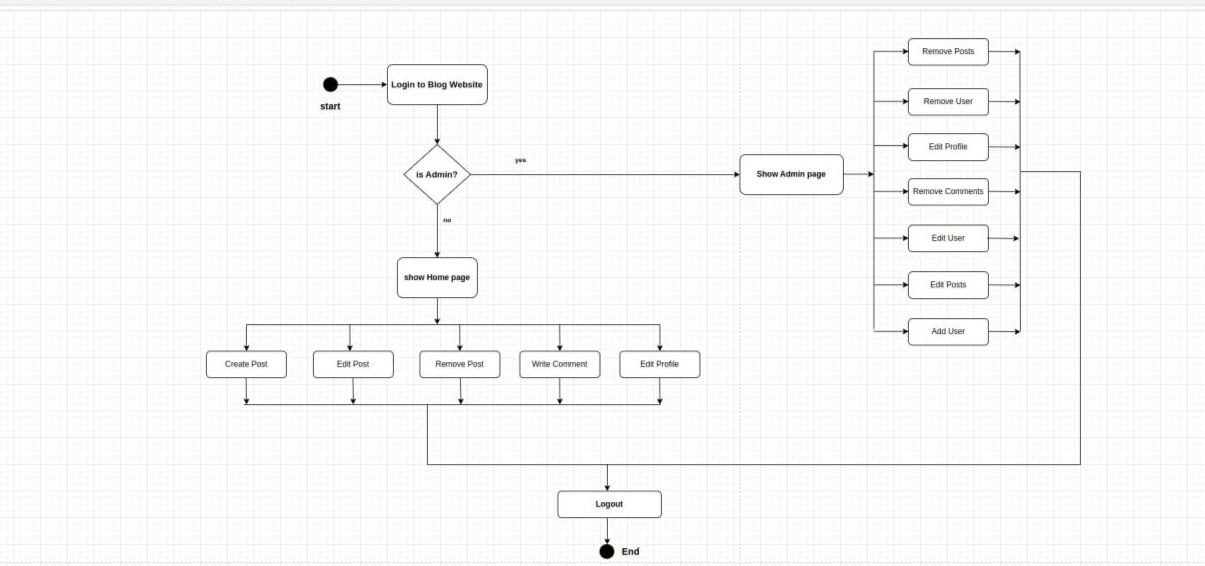 start
Login to Blog Website
is Admin?
yes
no
Show Admin page
Remove Posts
Remove User
Edit Profile
Remove Comments
Edit User
Edit Posts
Add User
show Home page
Create Post
Edit Post
Remove Post
Write Comment
Edit Profile
Logout
End